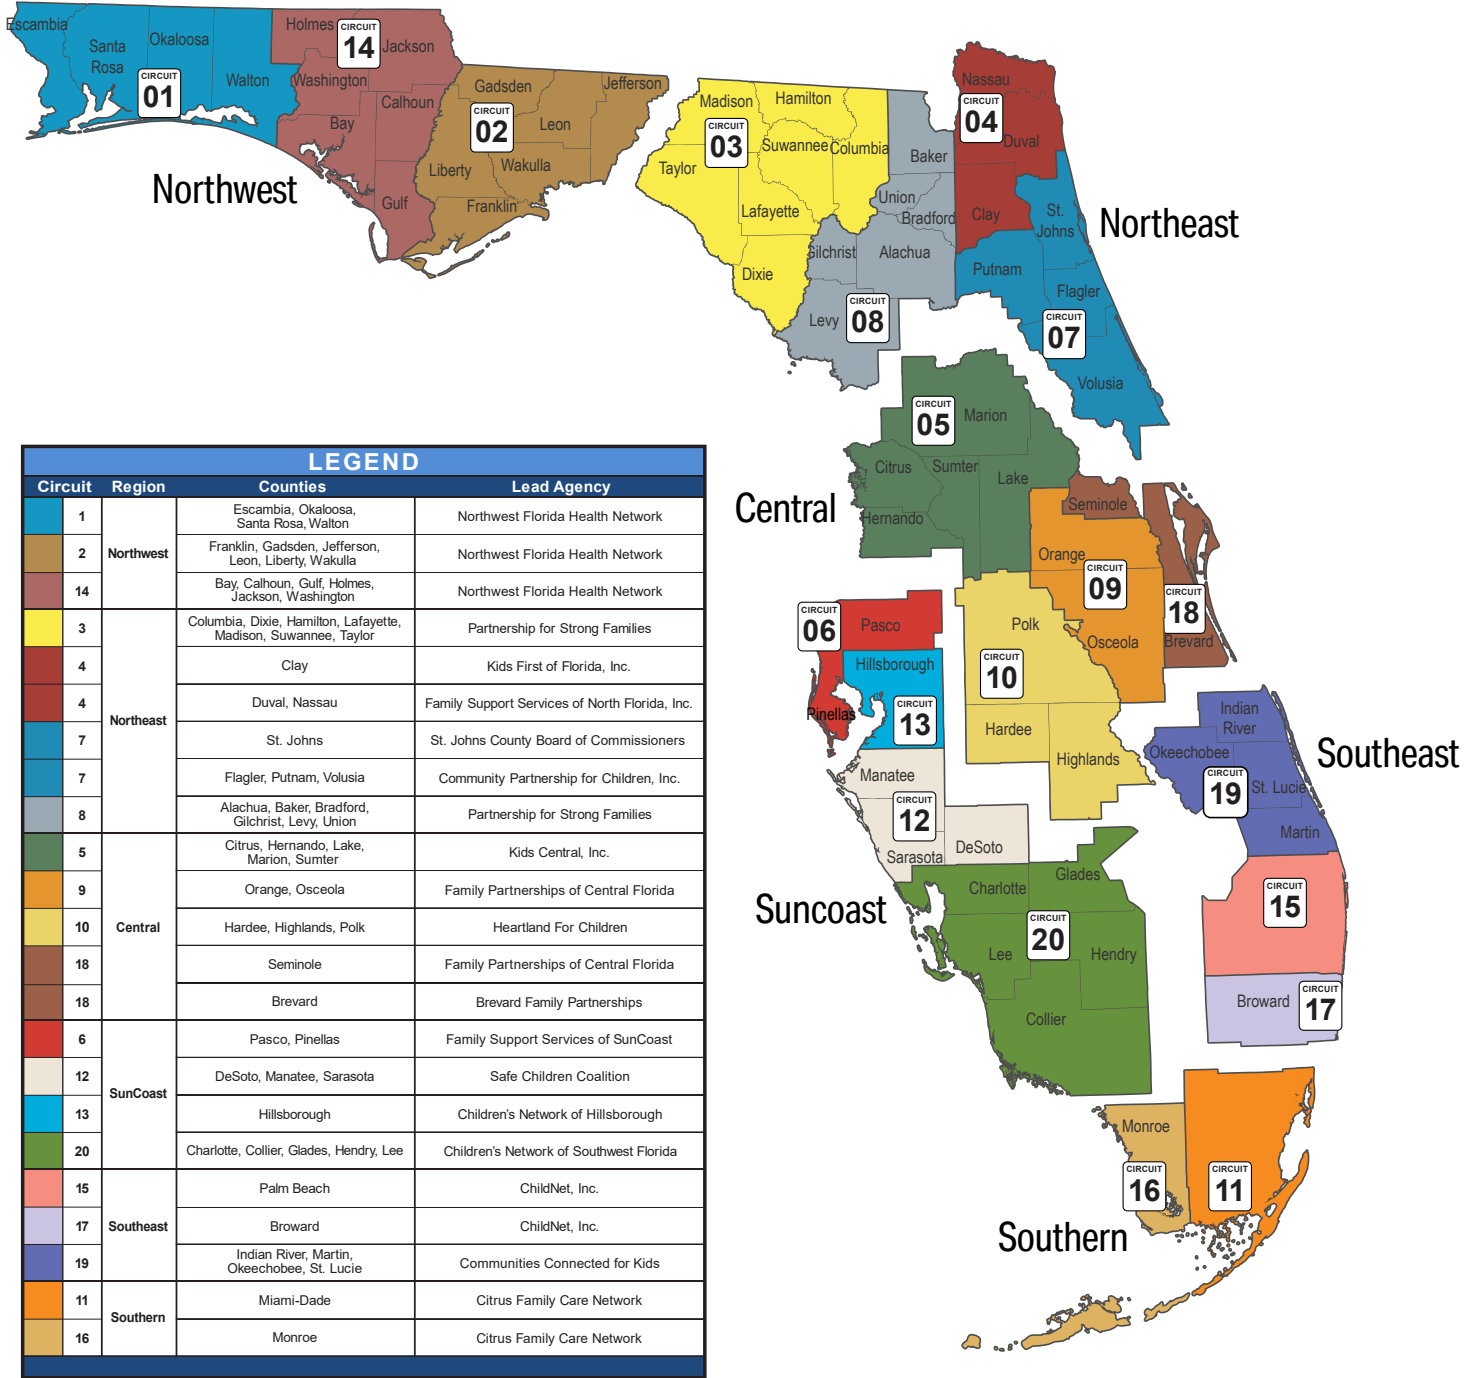 Escambia
Santa
Rosa
Okaloosa
Walton
CIRCUIT
01
Holmes
CIRCUIT
14
Jackson
Washington
Calhoun
Bay
Gulf
Gadsden
Jefferson
CIRCUIT
02
Leon
Liberty
Wakulla
Franklin
Northwest
Madison
Hamilton
CIRCUIT
03
Suwannee
Columbia
Taylor
Lafayette
Dixie
Baker
Union
Bradford
Gilchrist
Alachua
Levy
CIRCUIT
08
Nassau
CIRCUIT
04
Duval
Clay
St.
Johns
Northeast
Putnam
Flagler
CIRCUIT
07
Volusia
CIRCUIT
05
Marion
Citrus
Sumter
Lake
Hernando
Central
Seminole
Orange
CIRCUIT
09
Osceola
CIRCUIT
18
Brevard
CIRCUIT
06
Pasco
Pinellas
Hillsborough
CIRCUIT
13
Polk
CIRCUIT
10
Hardee
Highlands
Manatee
CIRCUIT
12
Sarasota
DeSoto
Suncoast
Indian
River
Okeechobee
CIRCUIT
19
St. Lucie
Martin
Southeast
CIRCUIT
15
Broward
CIRCUIT
17
Charlotte
Glades
CIRCUIT
20
Lee
Hendry
Collier
Monroe
CIRCUIT
16
CIRCUIT
11
Southern
LEGEND
Circuit Region Counties Lead Agency
1 Northwest Escambia, Okaloosa,
Santa Rosa, Walton Northwest Florida Health Network
2 Franklin, Gadsden, Jefferson,
Leon, Liberty, Wakulla Northwest Florida Health Network
14 Bay, Calhoun, Gulf, Holmes,
Jackson, Washington Northwest Florida Health Network
3 Northeast Columbia, Dixie, Hamilton, Lafayette,
Madison, Suwannee, Taylor Partnership for Strong Families
4 Clay Kids First of Florida, Inc.
4 Duval, Nassau Family Support Services of North Florida, Inc.
7 St. Johns St. Johns County Board of Commissioners
7 Flagler, Putnam, Volusia Community Partnership for Children, Inc.
8 Alachua, Baker, Bradford,
Gilchrist, Levy, Union Partnership for Strong Families
5 Central Citrus, Hernando, Lake,
Marion, Sumter Kids Central, Inc.
9 Orange, Osceola Family Partnerships of Central Florida
10 Hardee, Highlands, Polk Heartland For Children
18 Seminole Family Partnerships of Central Florida
18 Brevard Brevard Family Partnerships
6 SunCoast Pasco, Pinellas Family Support Services of SunCoast
12 DeSoto, Manatee, Sarasota Safe Children Coalition
13 Hillsborough Children's Network of Hillsborough
20 Charlotte, Collier, Glades, Hendry, Lee Children's Network of Southwest Florida
15 Southeast Palm Beach ChildNet, Inc.
17 Broward ChildNet, Inc.
19 Indian River, Martin,
Okeechobee, St. Lucie Communities Connected for Kids
11 Southern Miami-Dade Citrus Family Care Network
16 Monroe Citrus Family Care Network